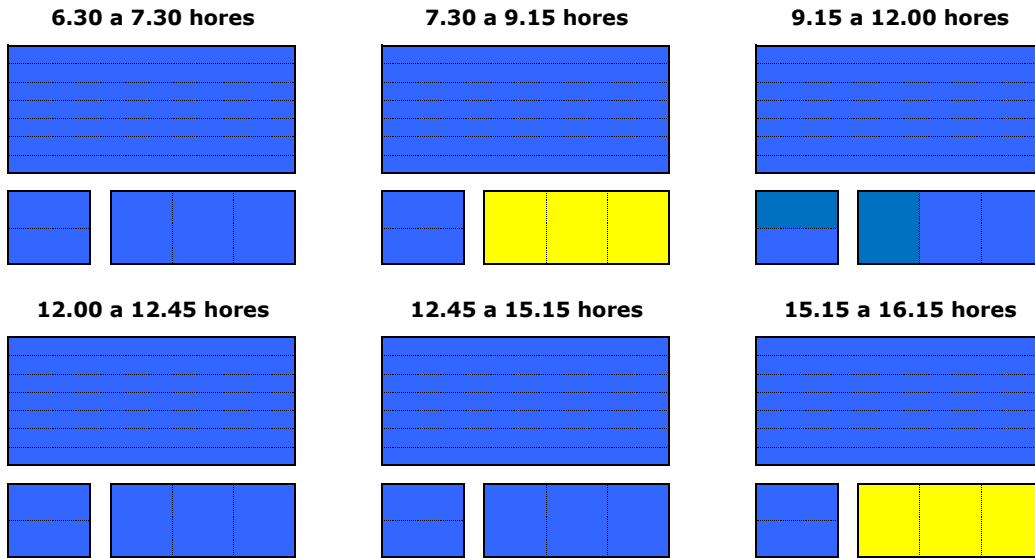 6.30 a 7.30 hores
7.30 a 9.15 hores
9.15 a 12.00 hores
12.00 a 12.45 hores
12.45 a 15.15 hores
15.15 a 16.15 hores